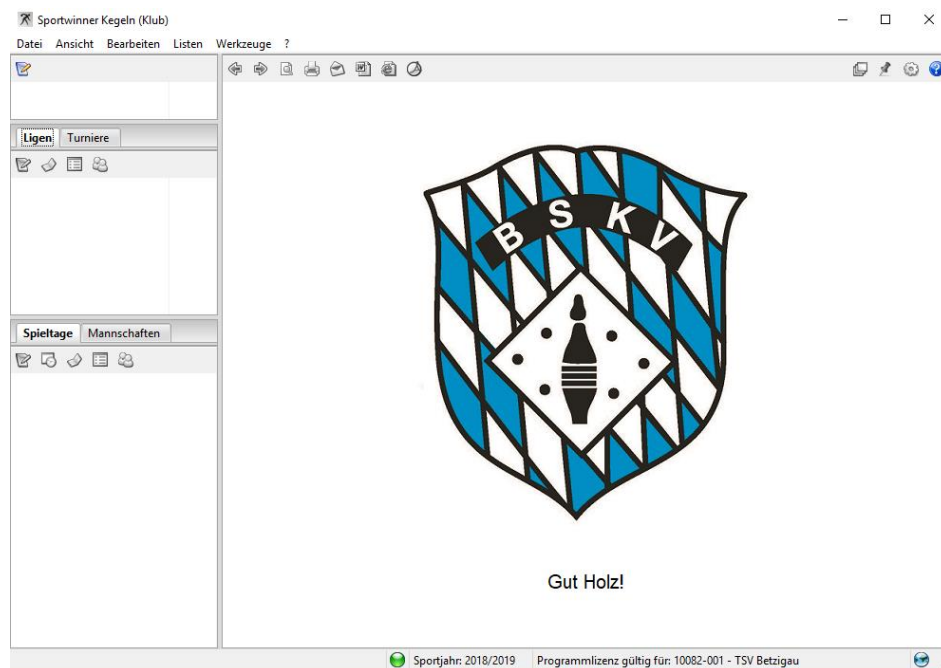 Sportwinner Kegeln (Klub)
Datei Ansicht Bearbeiten Listen Werkzeuge ?
Ligen Turniere
B S K V
Spieltage Mannschaften
Gut Holz!
Sportjahr: 2018/2019 Programmlizenz gültig für: 10082-001 - TSV Betzigau